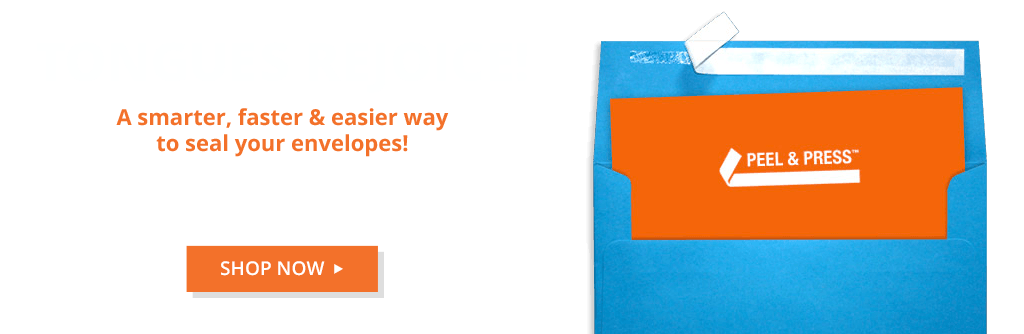 A smarter, faster & easier way
to seal your envelopes!
SHOP NOW
PEEL & PRESS™